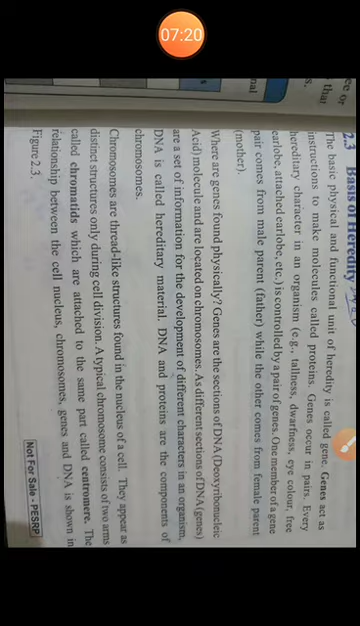 07:20
ee or
thar
s.
nal
s
2.3 Basis of Heredity
The basic physical and functional unit of heredity is called gene. Genes act as
instructions to make molecules called proteins. Genes occur in pairs. Every
hereditary character in an organism (e.g., tallness, dwarfness, eye colour, free
earlobe, attached earlobe, etc.) is controlled by a pair of genes. One member of a gene
pair comes from male parent (father) while the other comes from female parent
(mother).
Where are genes found physically? Genes are the sections of DNA (Deoxyribonucleic
Acid) molecule and are located on chromosomes. As different sections of DNA (genes)
are a set of information for the development of different characters in an organism,
DNA is called hereditary material. DNA and proteins are the components of
chromosomes.
Chromosomes are thread-like structures found in the nucleus of a cell. They appear as
distinct structures only during cell division. A typical chromosome consists of two arms
called chromatids which are attached to the same part called centromere. The
relationship between the cell nucleus, chromosomes, genes and DNA is shown in
Figure 2.3.
Not For Sale - PESRP